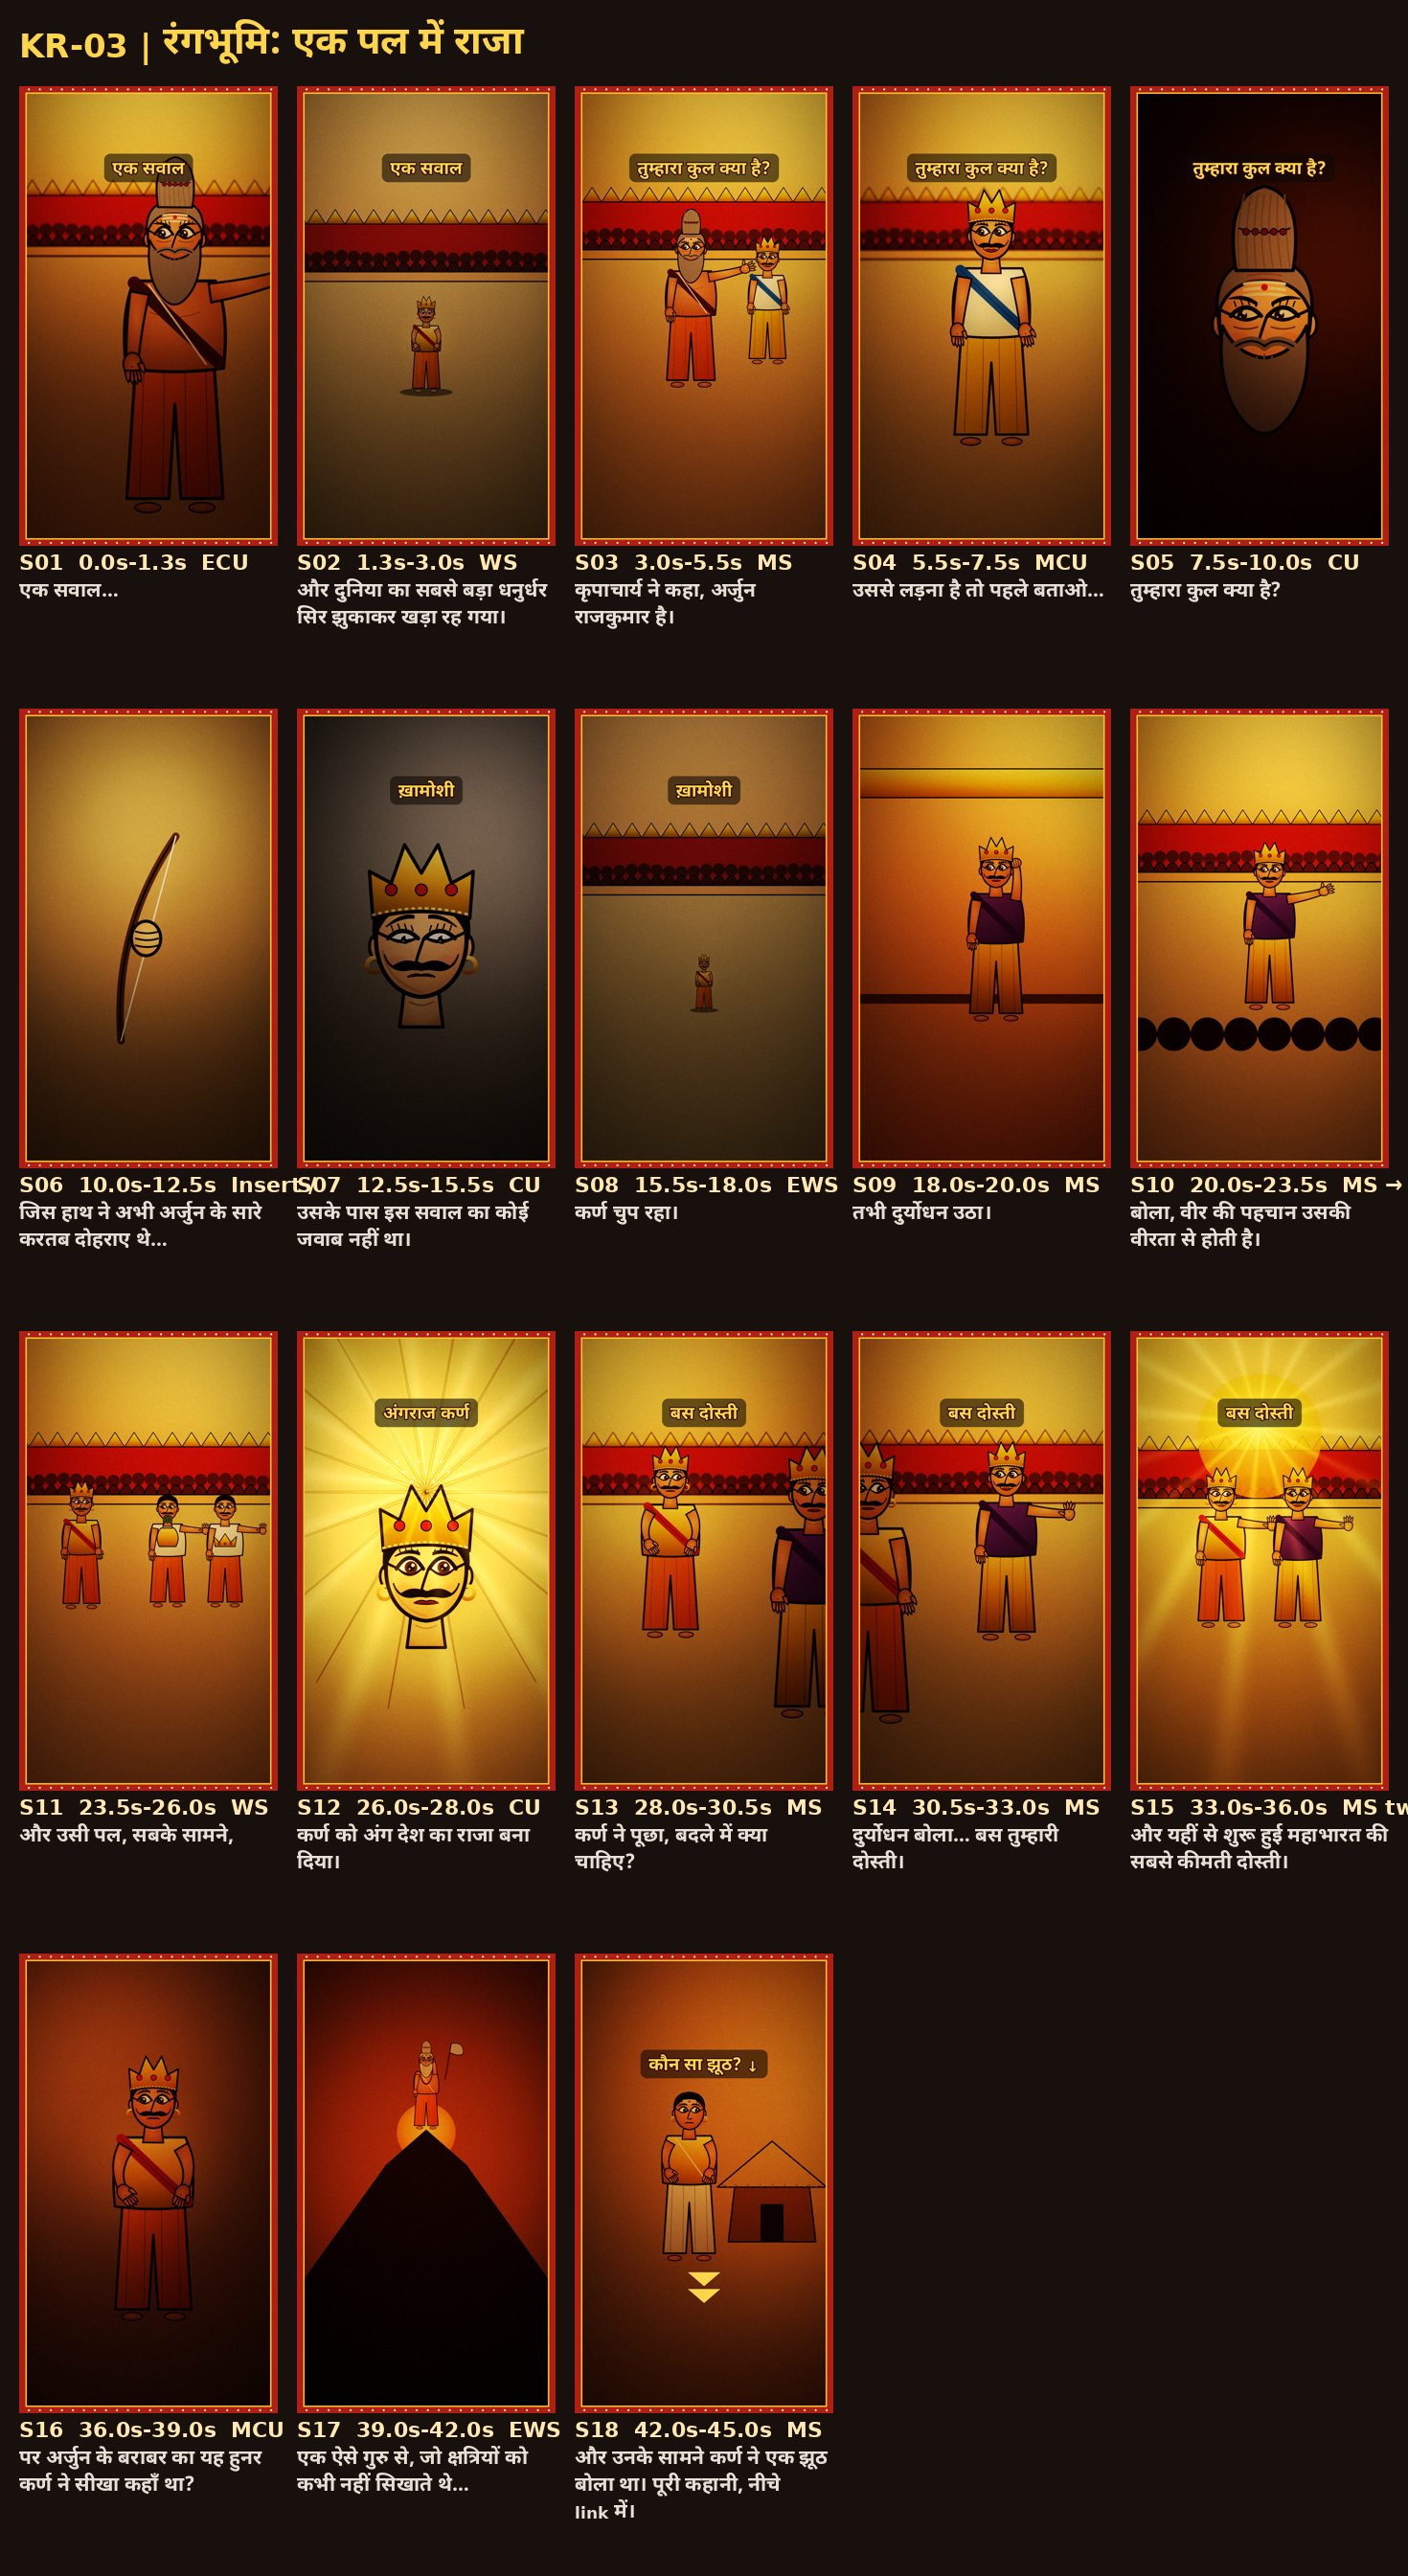 KR-03 | रंगभूमि: एक पल में राजा
एक सवाल
एक सवाल
तुम्हारा कुल क्या है?
तुम्हारा कुल क्या है?
तुम्हारा कुल क्या है?
S01 0.0s-1.3s ECU
एक सवाल...
S02 1.3s-3.0s WS
और दुनिया का सबसे बड़ा धनुर्धर
सिर झुकाकर खड़ा रह गया।
S03 3.0s-5.5s MS
कृपाचार्य ने कहा, अर्जुन
राजकुमार है।
S04 5.5s-7.5s MCU
उससे लड़ना है तो पहले बताओ...
S05 7.5s-10.0s CU
तुम्हारा कुल क्या है?
ख़ामोशी
ख़ामोशी
S06 10.0s-12.5s Insert /
जिस हाथ ने अभी अर्जुन के सारे
करतब दोहराए थे...
S07 12.5s-15.5s CU
उसके पास इस सवाल का कोई
जवाब नहीं था।
S08 15.5s-18.0s EWS
कर्ण चुप रहा।
S09 18.0s-20.0s MS
तभी दुर्योधन उठा।
S10 20.0s-23.5s MS →
बोला, वीर की पहचान उसकी
वीरता से होती है।
अंगराज कर्ण
बस दोस्ती
बस दोस्ती
बस दोस्ती
S11 23.5s-26.0s WS
और उसी पल, सबके सामने,
S12 26.0s-28.0s CU
कर्ण को अंग देश का राजा बना
दिया।
S13 28.0s-30.5s MS
कर्ण ने पूछा, बदले में क्या
चाहिए?
S14 30.5s-33.0s MS
दुर्योधन बोला... बस तुम्हारी
दोस्ती।
S15 33.0s-36.0s MS tw
और यहीं से शुरू हुई महाभारत की
सबसे कीमती दोस्ती।
कौन सा झूठ? ↓
S16 36.0s-39.0s MCU
पर अर्जुन के बराबर का यह हुनर
कर्ण ने सीखा कहाँ था?
S17 39.0s-42.0s EWS
एक ऐसे गुरु से, जो क्षत्रियों को
कभी नहीं सिखाते थे...
S18 42.0s-45.0s MS
और उनके सामने कर्ण ने एक झूठ
बोला था। पूरी कहानी, नीचे
link में।